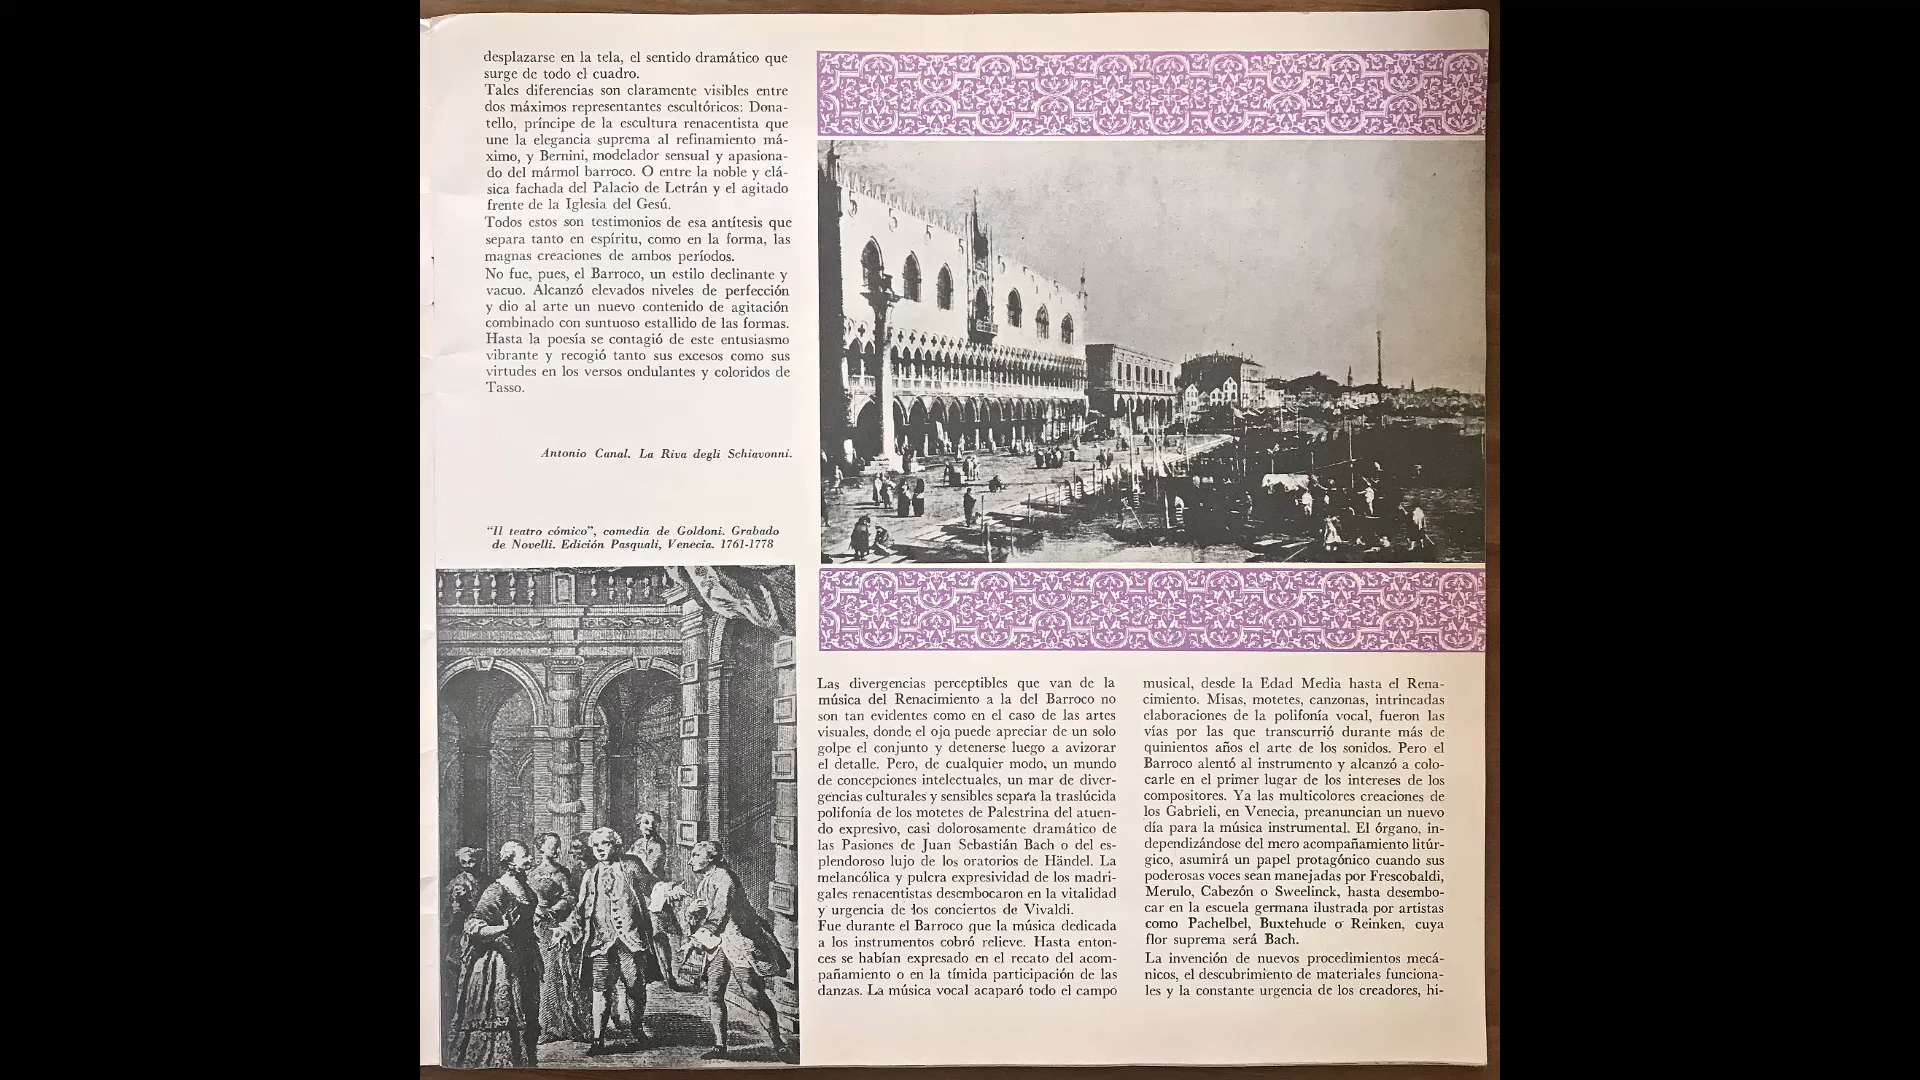 desplazarse en la tela, el sentido dramático que
surge de todo el cuadro.
Tales diferencias son claramente visibles entre
dos máximos representantes escultóricos: Dona-
tello, príncipe de la escultura renacentista que
une la elegancia suprema al refinamiento má-
ximo, y Bernini, modelador sensual y apasiona-
do del mármol barroco. O entre la noble y clá-
sica fachada del Palacio de Letrán y el agitado
frente de la Iglesia del Gesú.
Todos estos son testimonios de esa antítesis que
separa tanto en espíritu, como en la forma, las
magnas creaciones de ambos períodos.
No fue, pues, el Barroco, un estilo declinante y
vacuo. Alcanzó elevados niveles de perfección
y dio al arte un nuevo contenido de agitación
combinado con suntuoso estallido de las formas.
Hasta la poesía se contagió de este entusiasmo
vibrante y recogió tanto sus excesos como sus
virtudes en los versos ondulantes y coloridos de
Tasso.
Antonio Canal. La Riva degli Schiavonni.
"Il teatro cómico", comedia de Goldoni. Grabado
de Novelli. Edición Pasquali, Venecia. 1761-1778
Las divergencias perceptibles que van de la
música del Renacimiento a la del Barroco no
son tan evidentes como en el caso de las artes
visuales, donde el ojo puede apreciar de un solo
golpe el conjunto y detenerse luego a avizorar
el detalle. Pero, de cualquier modo, un mundo
de concepciones intelectuales, un mar de diver-
gencias culturales y sensibles separa la traslúcida
polifonía de los motetes de Palestrina del atuen-
do expresivo, casi dolorosamente dramático de
las Pasiones de Juan Sebastián Bach o del es-
plendoroso lujo de los oratorios de Händel. La
melancólica y pulcra expresividad de los madri-
gales renacentistas desembocaron en la vitalidad
y urgencia de los conciertos de Vivaldi.
Fue durante el Barroco que la música dedicada
a los instrumentos cobró relieve. Hasta enton-
ces se habían expresado en el recato del acom-
pañamiento o en la tímida participación de las
danzas. La música vocal acaparó todo el campo
musical, desde la Edad Media hasta el Rena-
cimiento. Misas, motetes, canzonas, intrincadas
elaboraciones de la polifonía vocal, fueron las
vías por las que transcurrió durante más de
quinientos años el arte de los sonidos. Pero el
Barroco alentó al instrumento y alcanzó a colo-
carle en el primer lugar de los intereses de los
compositores. Ya las multicolores creaciones de
los Gabrieli, en Venecia, preanuncian un nuevo
día para la música instrumental. El órgano, in-
dependizándose del mero acompañamiento litúr-
gico, asumirá un papel protagónico cuando sus
poderosas voces sean manejadas por Frescobaldi,
Merulo, Cabezón o Sweelinck, hasta desembo-
car en la escuela germana ilustrada por artistas
como Pachelbel, Buxtehude o Reinken, cuya
flor suprema será Bach.
La invención de nuevos procedimientos mecá-
nicos, el descubrimiento de materiales funciona-
les y la constante urgencia de los creadores, hi-